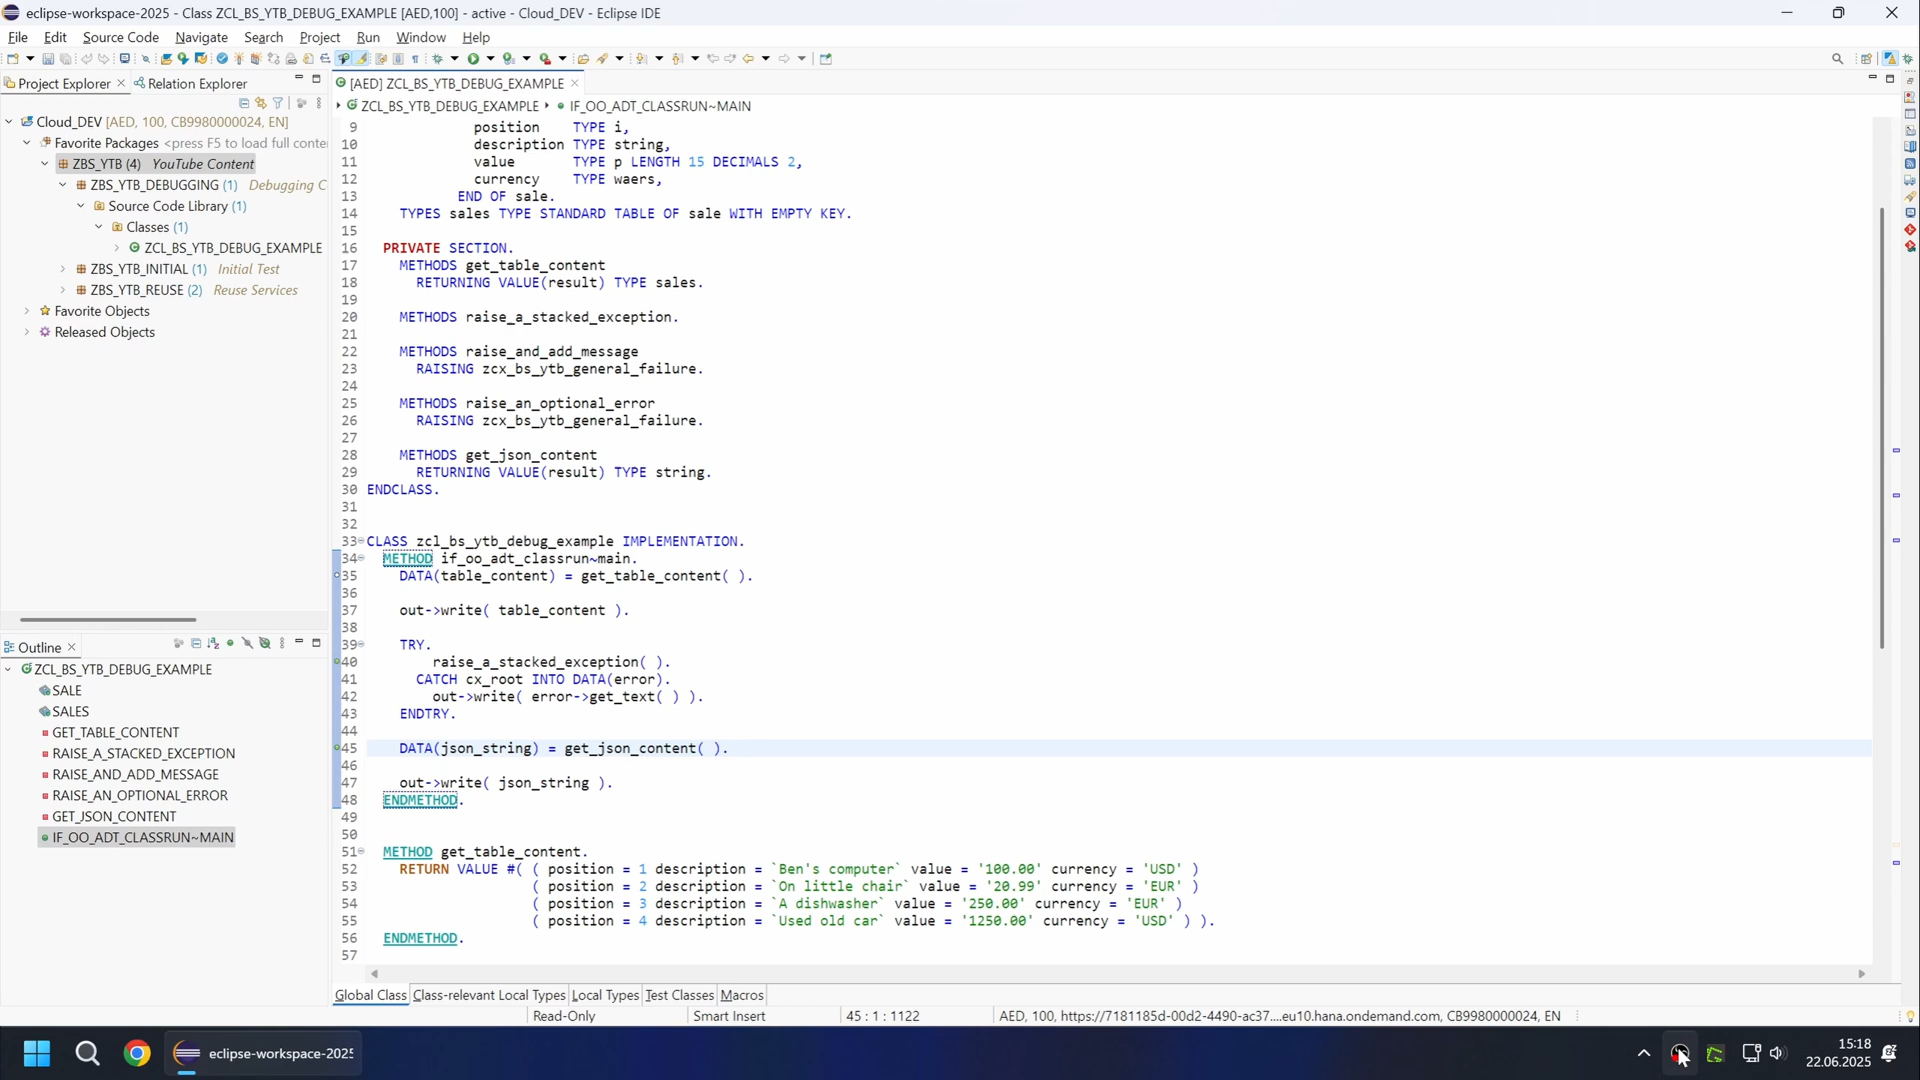 eclipse-workspace-2025 - Class ZCL_BS_YTB_DEBUG_EXAMPLE [AED,100] - active - Cloud_DEV - Eclipse IDE
File Edit Source Code Navigate Search Project Run Window Help
Project Explorer Relation Explorer
Cloud_DEV [AED, 100, CB9980000024, EN]
Favorite Packages <press F5 to load full conte
ZBS_YTB (4) YouTube Content
ZBS_YTB_DEBUGGING (1) Debugging C
Source Code Library (1)
Classes (1)
ZCL_BS_YTB_DEBUG_EXAMPLE
ZBS_YTB_INITIAL (1) Initial Test
ZBS_YTB_REUSE (2) Reuse Services
Favorite Objects
Released Objects
Outline
ZCL_BS_YTB_DEBUG_EXAMPLE
SALE
SALES
GET_TABLE_CONTENT
RAISE_A_STACKED_EXCEPTION
RAISE_AND_ADD_MESSAGE
RAISE_AN_OPTIONAL_ERROR
GET_JSON_CONTENT
IF_OO_ADT_CLASSRUN~MAIN
[AED] ZCL_BS_YTB_DEBUG_EXAMPLE
ZCL_BS_YTB_DEBUG_EXAMPLE IF_OO_ADT_CLASSRUN~MAIN
9 position TYPE i,
10 description TYPE string,
11 value TYPE p LENGTH 15 DECIMALS 2,
12 currency TYPE waers,
13 END OF sale.
14 TYPES sales TYPE STANDARD TABLE OF sale WITH EMPTY KEY.
15
16 PRIVATE SECTION.
17 METHODS get_table_content
18 RETURNING VALUE(result) TYPE sales.
19
20 METHODS raise_a_stacked_exception.
21
22 METHODS raise_and_add_message
23 RAISING zcx_bs_ytb_general_failure.
24
25 METHODS raise_an_optional_error
26 RAISING zcx_bs_ytb_general_failure.
27
28 METHODS get_json_content
29 RETURNING VALUE(result) TYPE string.
30 ENDCLASS.
31
32
33 CLASS zcl_bs_ytb_debug_example IMPLEMENTATION.
34 METHOD if_oo_adt_classrun~main.
35 DATA(table_content) = get_table_content( ).
36
37 out->write( table_content ).
38
39 TRY.
40 raise_a_stacked_exception( ).
41 CATCH cx_root INTO DATA(error).
42 out->write( error->get_text( ) ).
43 ENDTRY.
44
45 DATA(json_string) = get_json_content( ).
46
47 out->write( json_string ).
48 ENDMETHOD.
49
50
51 METHOD get_table_content.
52 RETURN VALUE #( ( position = 1 description = `Ben's computer` value = '100.00' currency = 'USD' )
53 ( position = 2 description = `On little chair` value = '20.99' currency = 'EUR' )
54 ( position = 3 description = `A dishwasher` value = '250.00' currency = 'EUR' )
55 ( position = 4 description = `Used old car` value = '1250.00' currency = 'USD' ) ).
56 ENDMETHOD.
57
Global Class Class-relevant Local Types Local Types Test Classes Macros
Read-Only Smart Insert 45 : 1 : 1122 AED, 100, https://7181185d-00d2-4490-ac37....eu10.hana.ondemand.com, CB9980000024, EN
eclipse-workspace-2025
15:18
22.06.2025